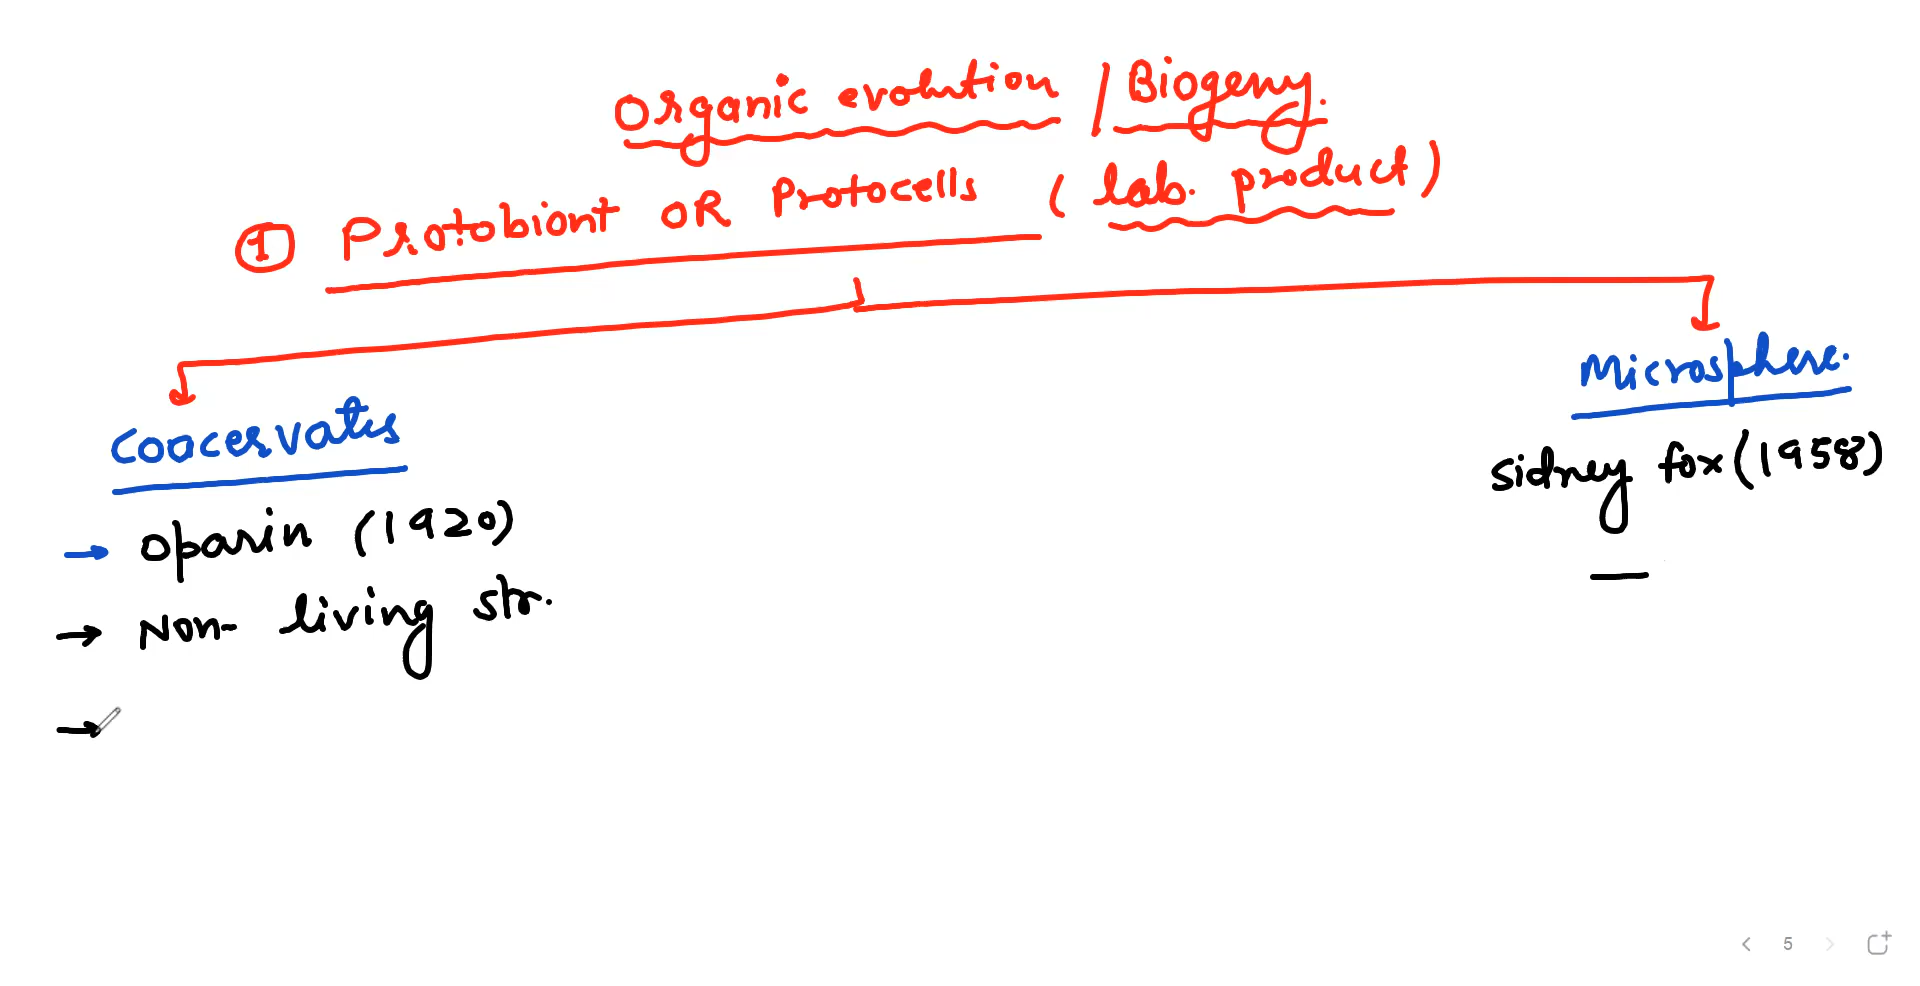 Organic evolution / Biogeny.
① Protobiont OR Protocells (lab. product)
Coacervates
Microsphere.
→ Oparin (1920)
Sidney fox (1958)
→ Non-living str.
→
5